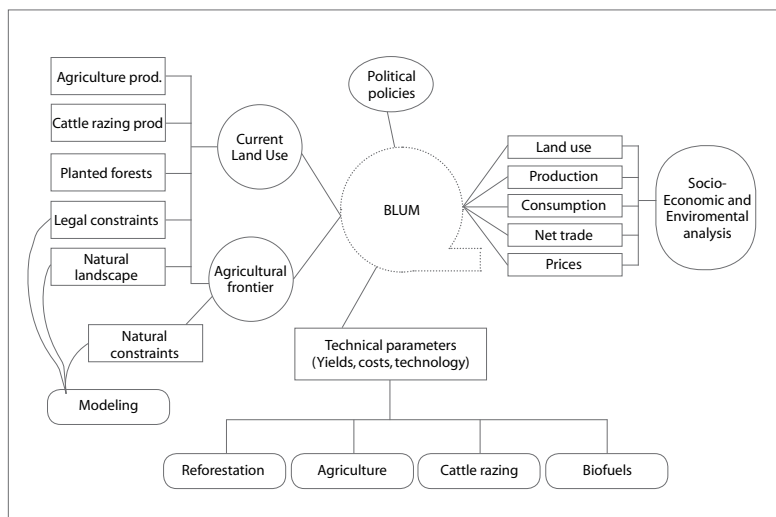 Political
policies
Agriculture prod.
Cattle razing prod
Planted forests
Legal constraints
Natural
landscape
Natural
constraints
Modeling
Current
Land Use
Agricultural
frontier
BLUM
Land use
Production
Consumption
Net trade
Prices
Socio-
Economic and
Enviromental
analysis
Technical parameters
(Yields, costs, technology)
Reforestation
Agriculture
Cattle razing
Biofuels